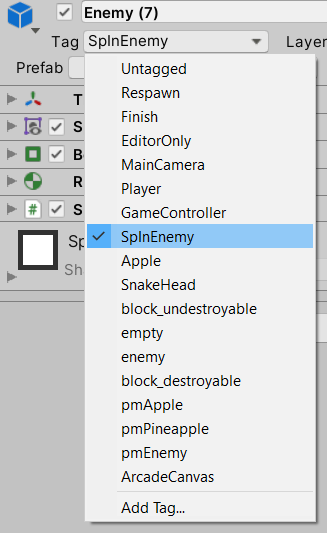 Enemy (7)
Tag SpInEnemy Layer
Prefab
Untagged
Respawn
Finish
EditorOnly
MainCamera
Player
GameController
SpInEnemy
Apple
SnakeHead
block_undestroyable
empty
enemy
block_destroyable
pmApple
pmPineapple
pmEnemy
ArcadeCanvas
Add Tag...
T
S
B
R
# S
Sp
Sh